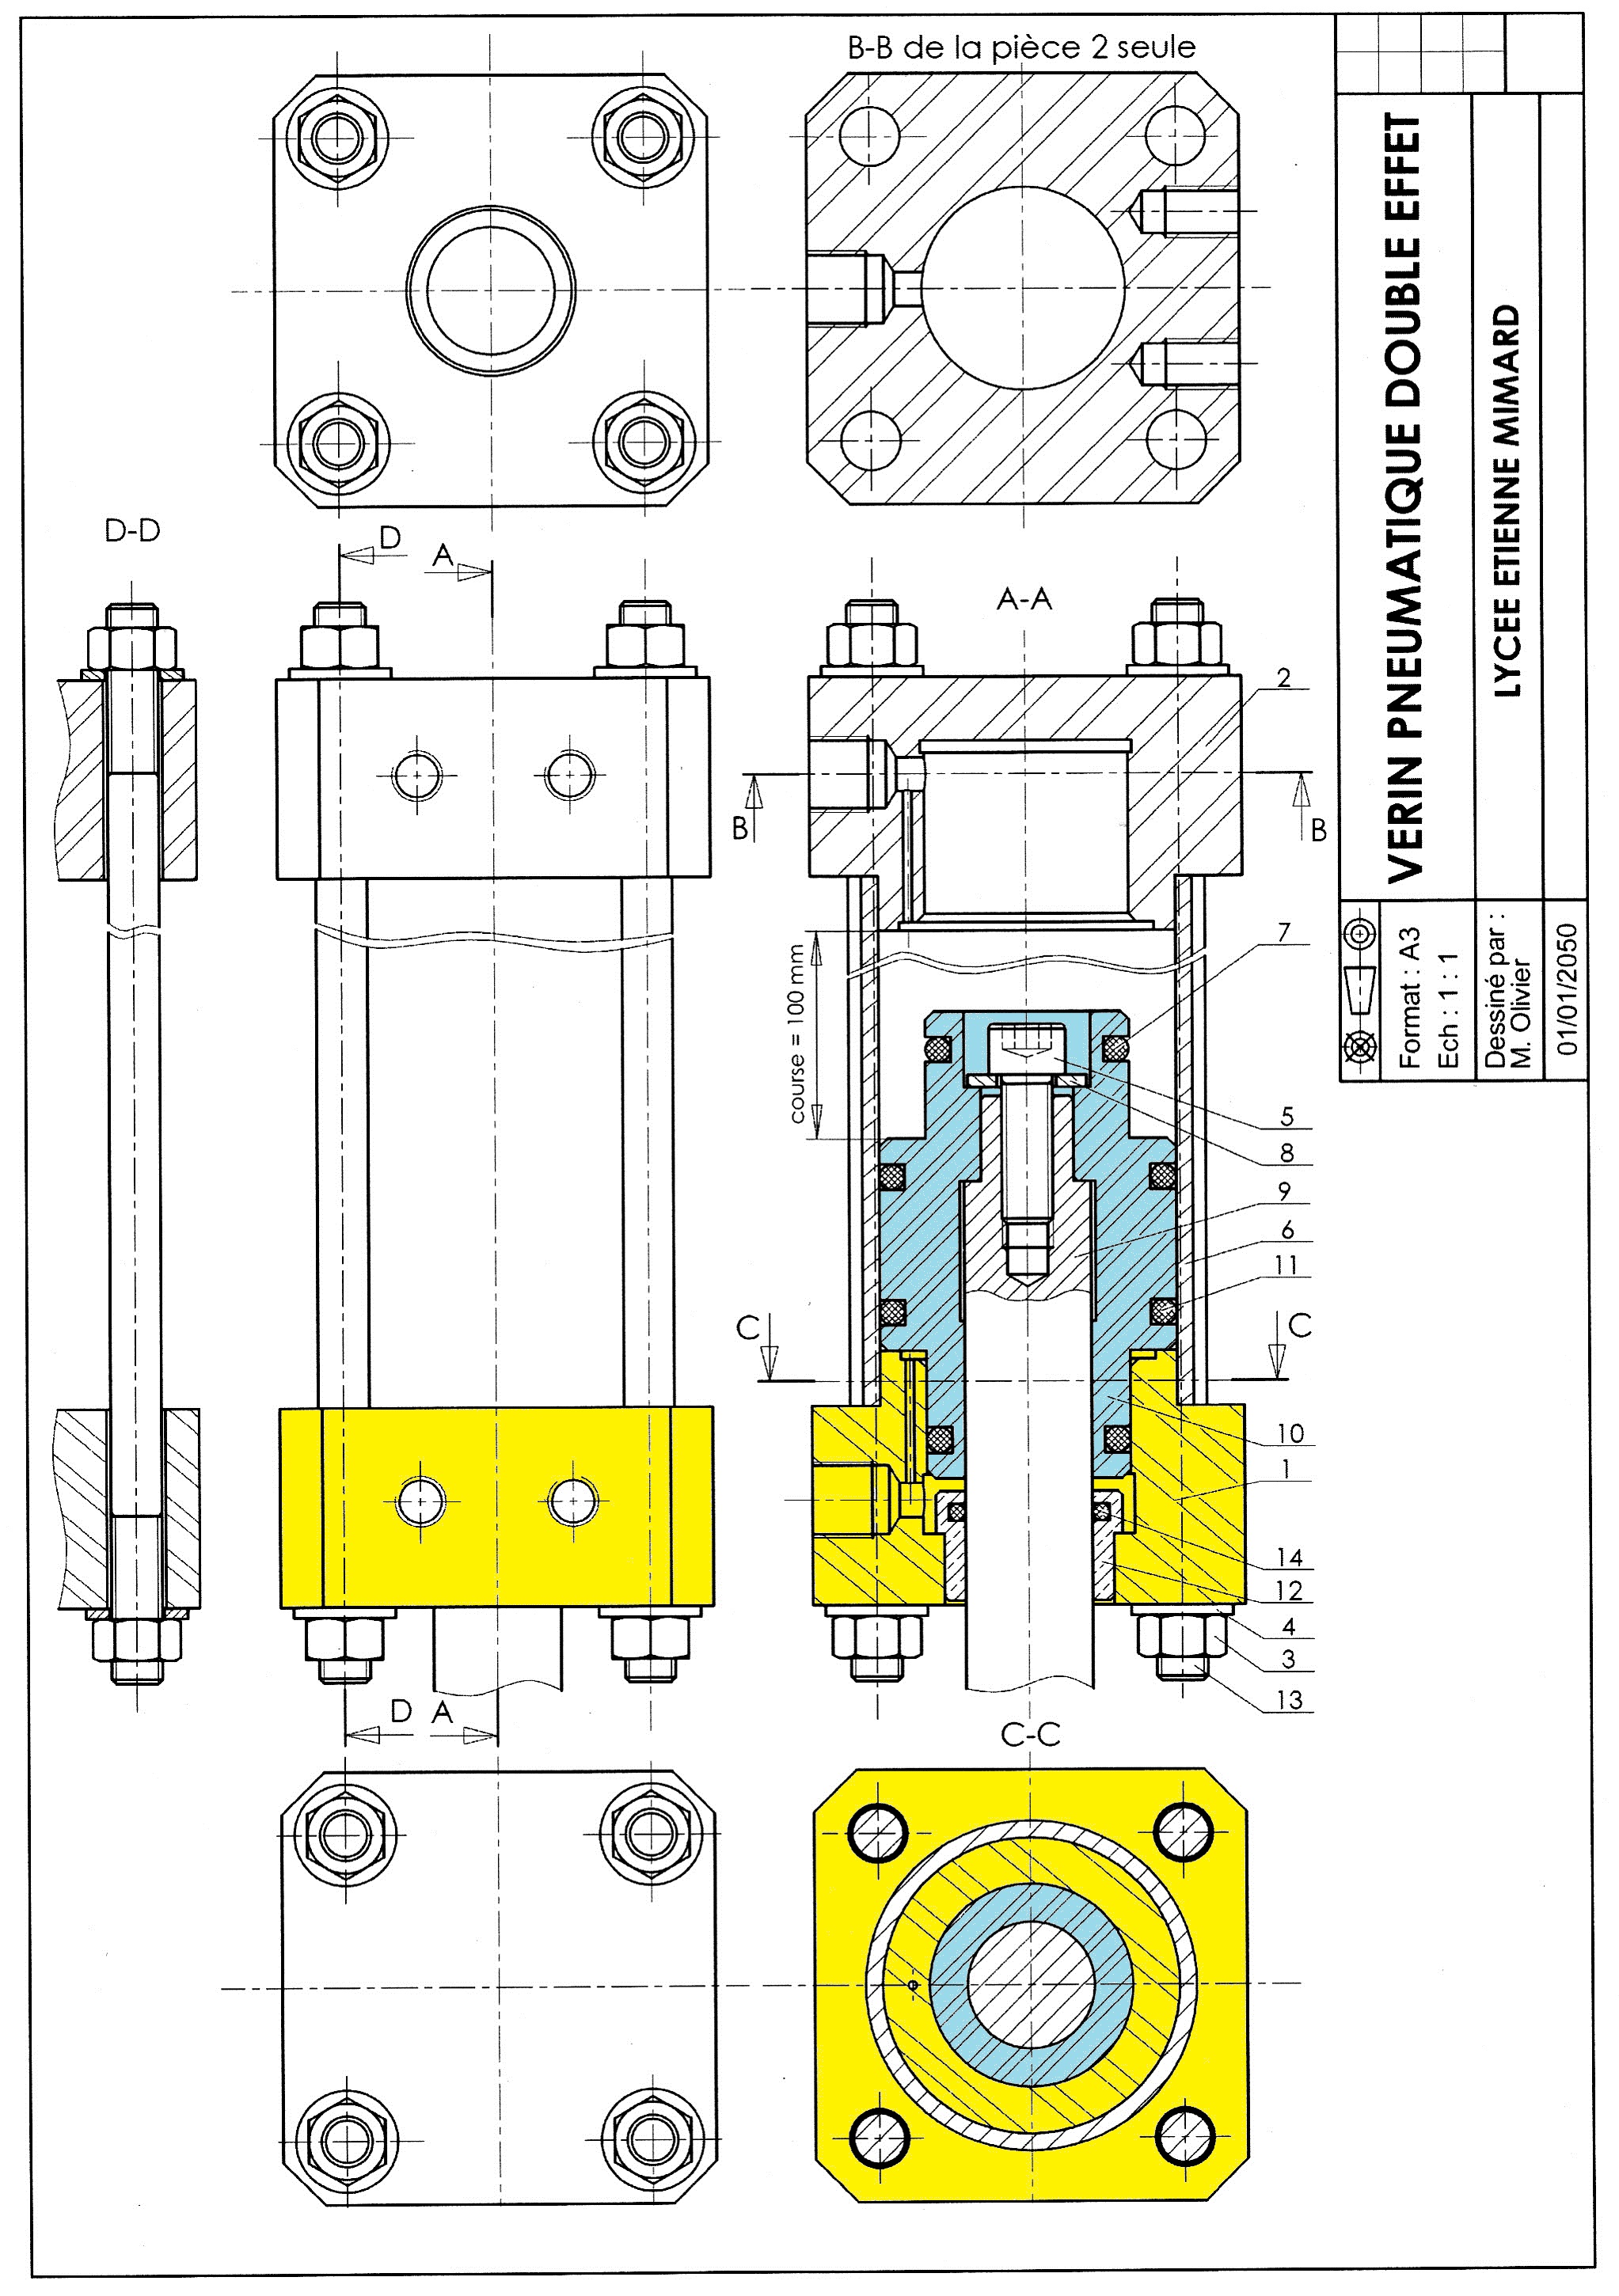 B-B de la pièce 2 seule
D-D
D
A
A-A
2
B
B
course = 100 mm
7
5
8
9
6
11
C
C
10
1
14
12
4
3
13
D
A
C-C
VERIN PNEUMATIQUE DOUBLE EFFET
LYCEE ETIENNE MIMARD
Format : A3
Ech : 1 : 1
Dessiné par :
M. Olivier
01/01/2050